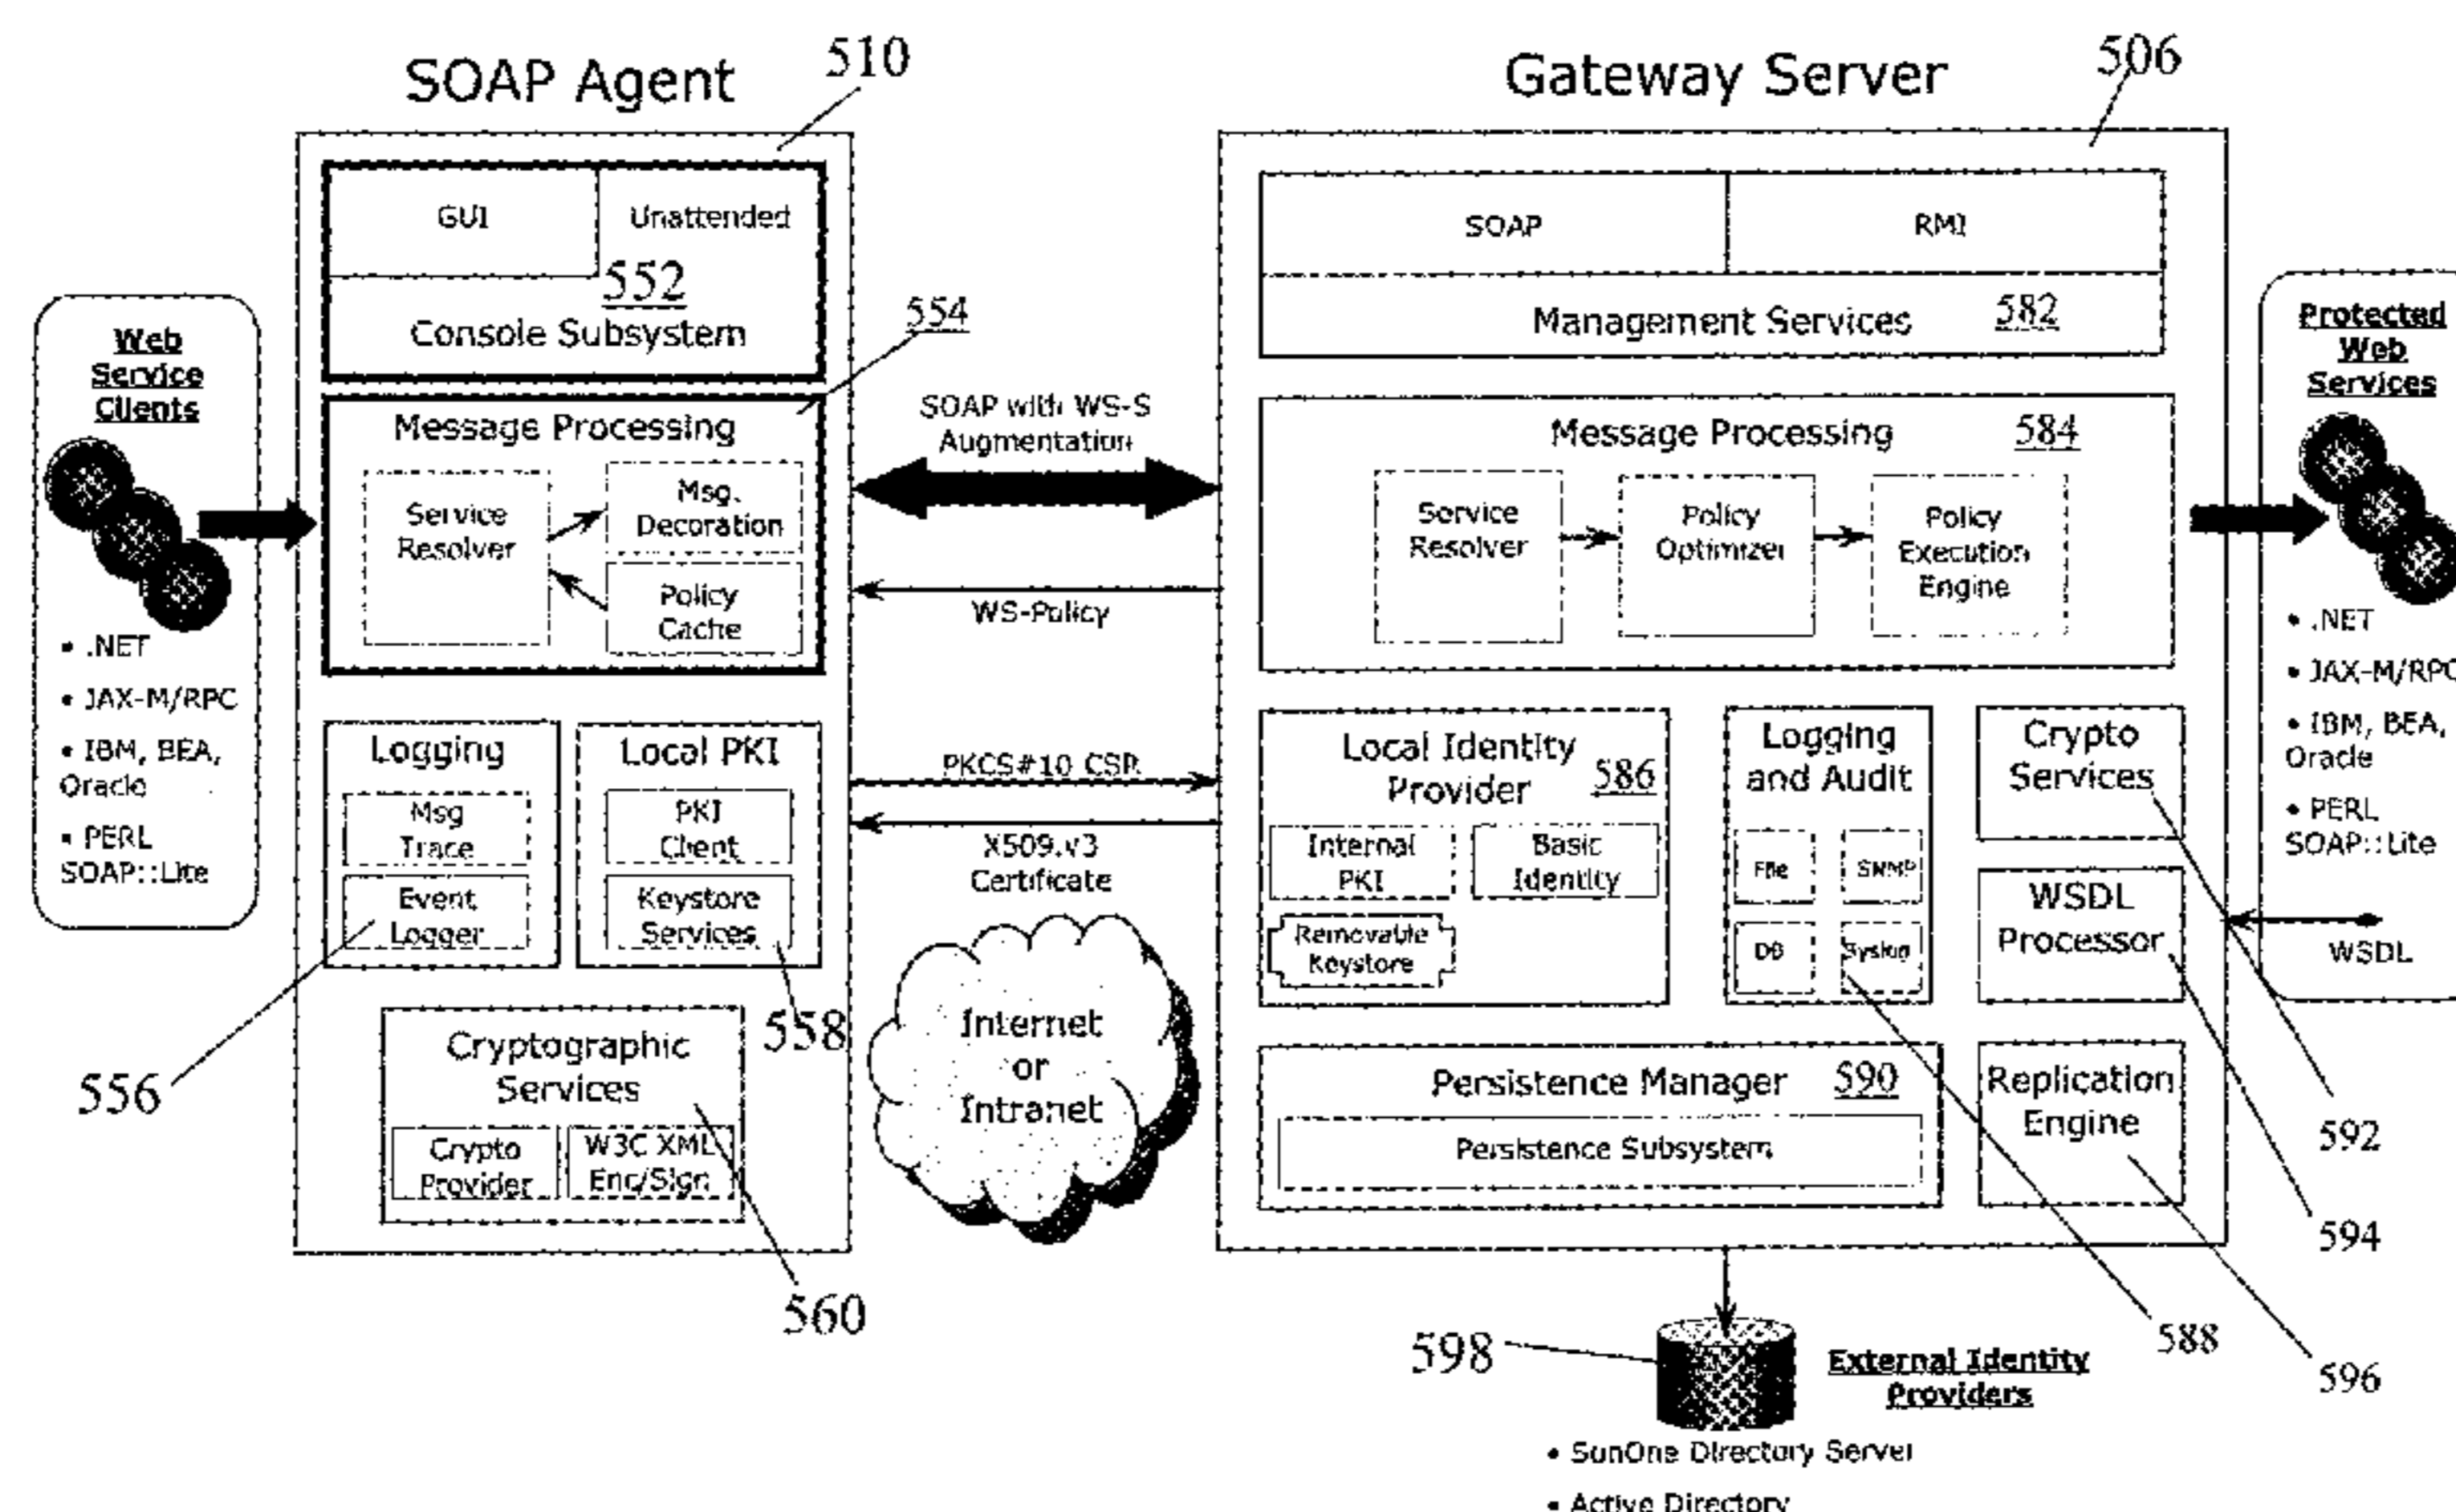 SOAP Agent
510
Gateway Server
506
GUI
Unattended
552
Console Subsystem
SOAP
RMI
Management Services
582
Web
Service
Clients
• .NET
• JAX-M/RPC
• IBM, BEA,
Oracle
• PERL
SOAP::Lite
554
Message Processing
Service
Resolver
Msg.
Decoration
Policy
Cache
SOAP with WS-S
Augmentation
WS-Policy
PKCS#10 CSR
X509.v3
Certificate
Internet
or
Intranet
Message Processing
584
Service
Resolver
Policy
Optimizer
Policy
Execution
Engine
Protected
Web
Services
• .NET
• JAX-M/RPC
• IBM, BEA,
Oracle
• PERL
SOAP::Lite
WSDL
Logging
Msg
Trace
Event
Logger
556
Local PKI
PKI
Client
Keystore
Services
558
Cryptographic
Services
Crypto
Provider
W3C XML
Enc/Sign
560
Local Identity
Provider
586
Internal
PKI
Basic
Identity
Removable
Keystore
Logging
and Audit
File
SNMP
DB
Syslog
Crypto
Services
WSDL
Processor
Persistence Manager
590
Persistence Subsystem
Replication
Engine
592
594
588
596
598
External Identity
Providers
• SunOne Directory Server
• Active Directory